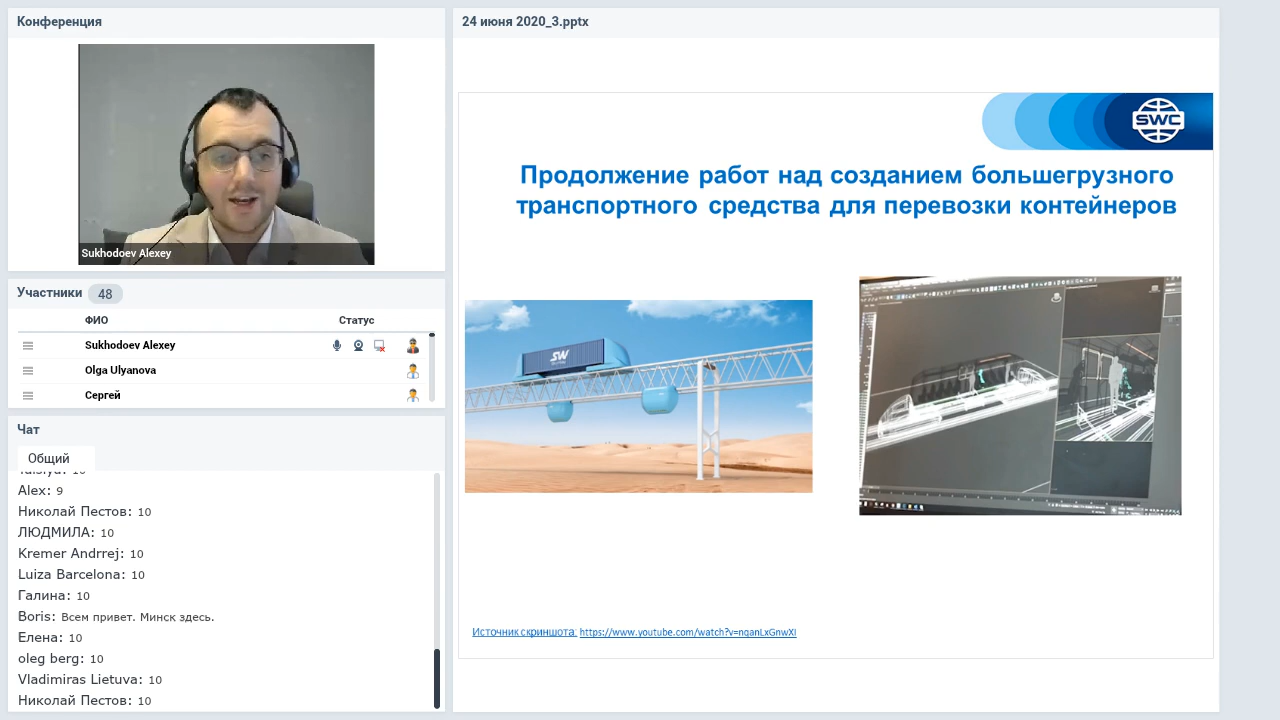 Конференция
Sukhodoev Alexey
Участники 48
ФИО Статус
Sukhodoev Alexey
Olga Ulyanova
Сергей
Чат
Общий
Alex: 9
Николай Пестов: 10
ЛЮДМИЛА: 10
Kremer Andrrej: 10
Luiza Barcelona: 10
Галина: 10
Boris: Всем привет. Минск здесь.
Елена: 10
oleg berg: 10
Vladimiras Lietuva: 10
Николай Пестов: 10
24 июня 2020_3.pptx
SWC
Продолжение работ над созданием большегрузного
транспортного средства для перевозки контейнеров
SW
Источник скриншота: https://www.youtube.com/watch?v=nqanLxGnwXI